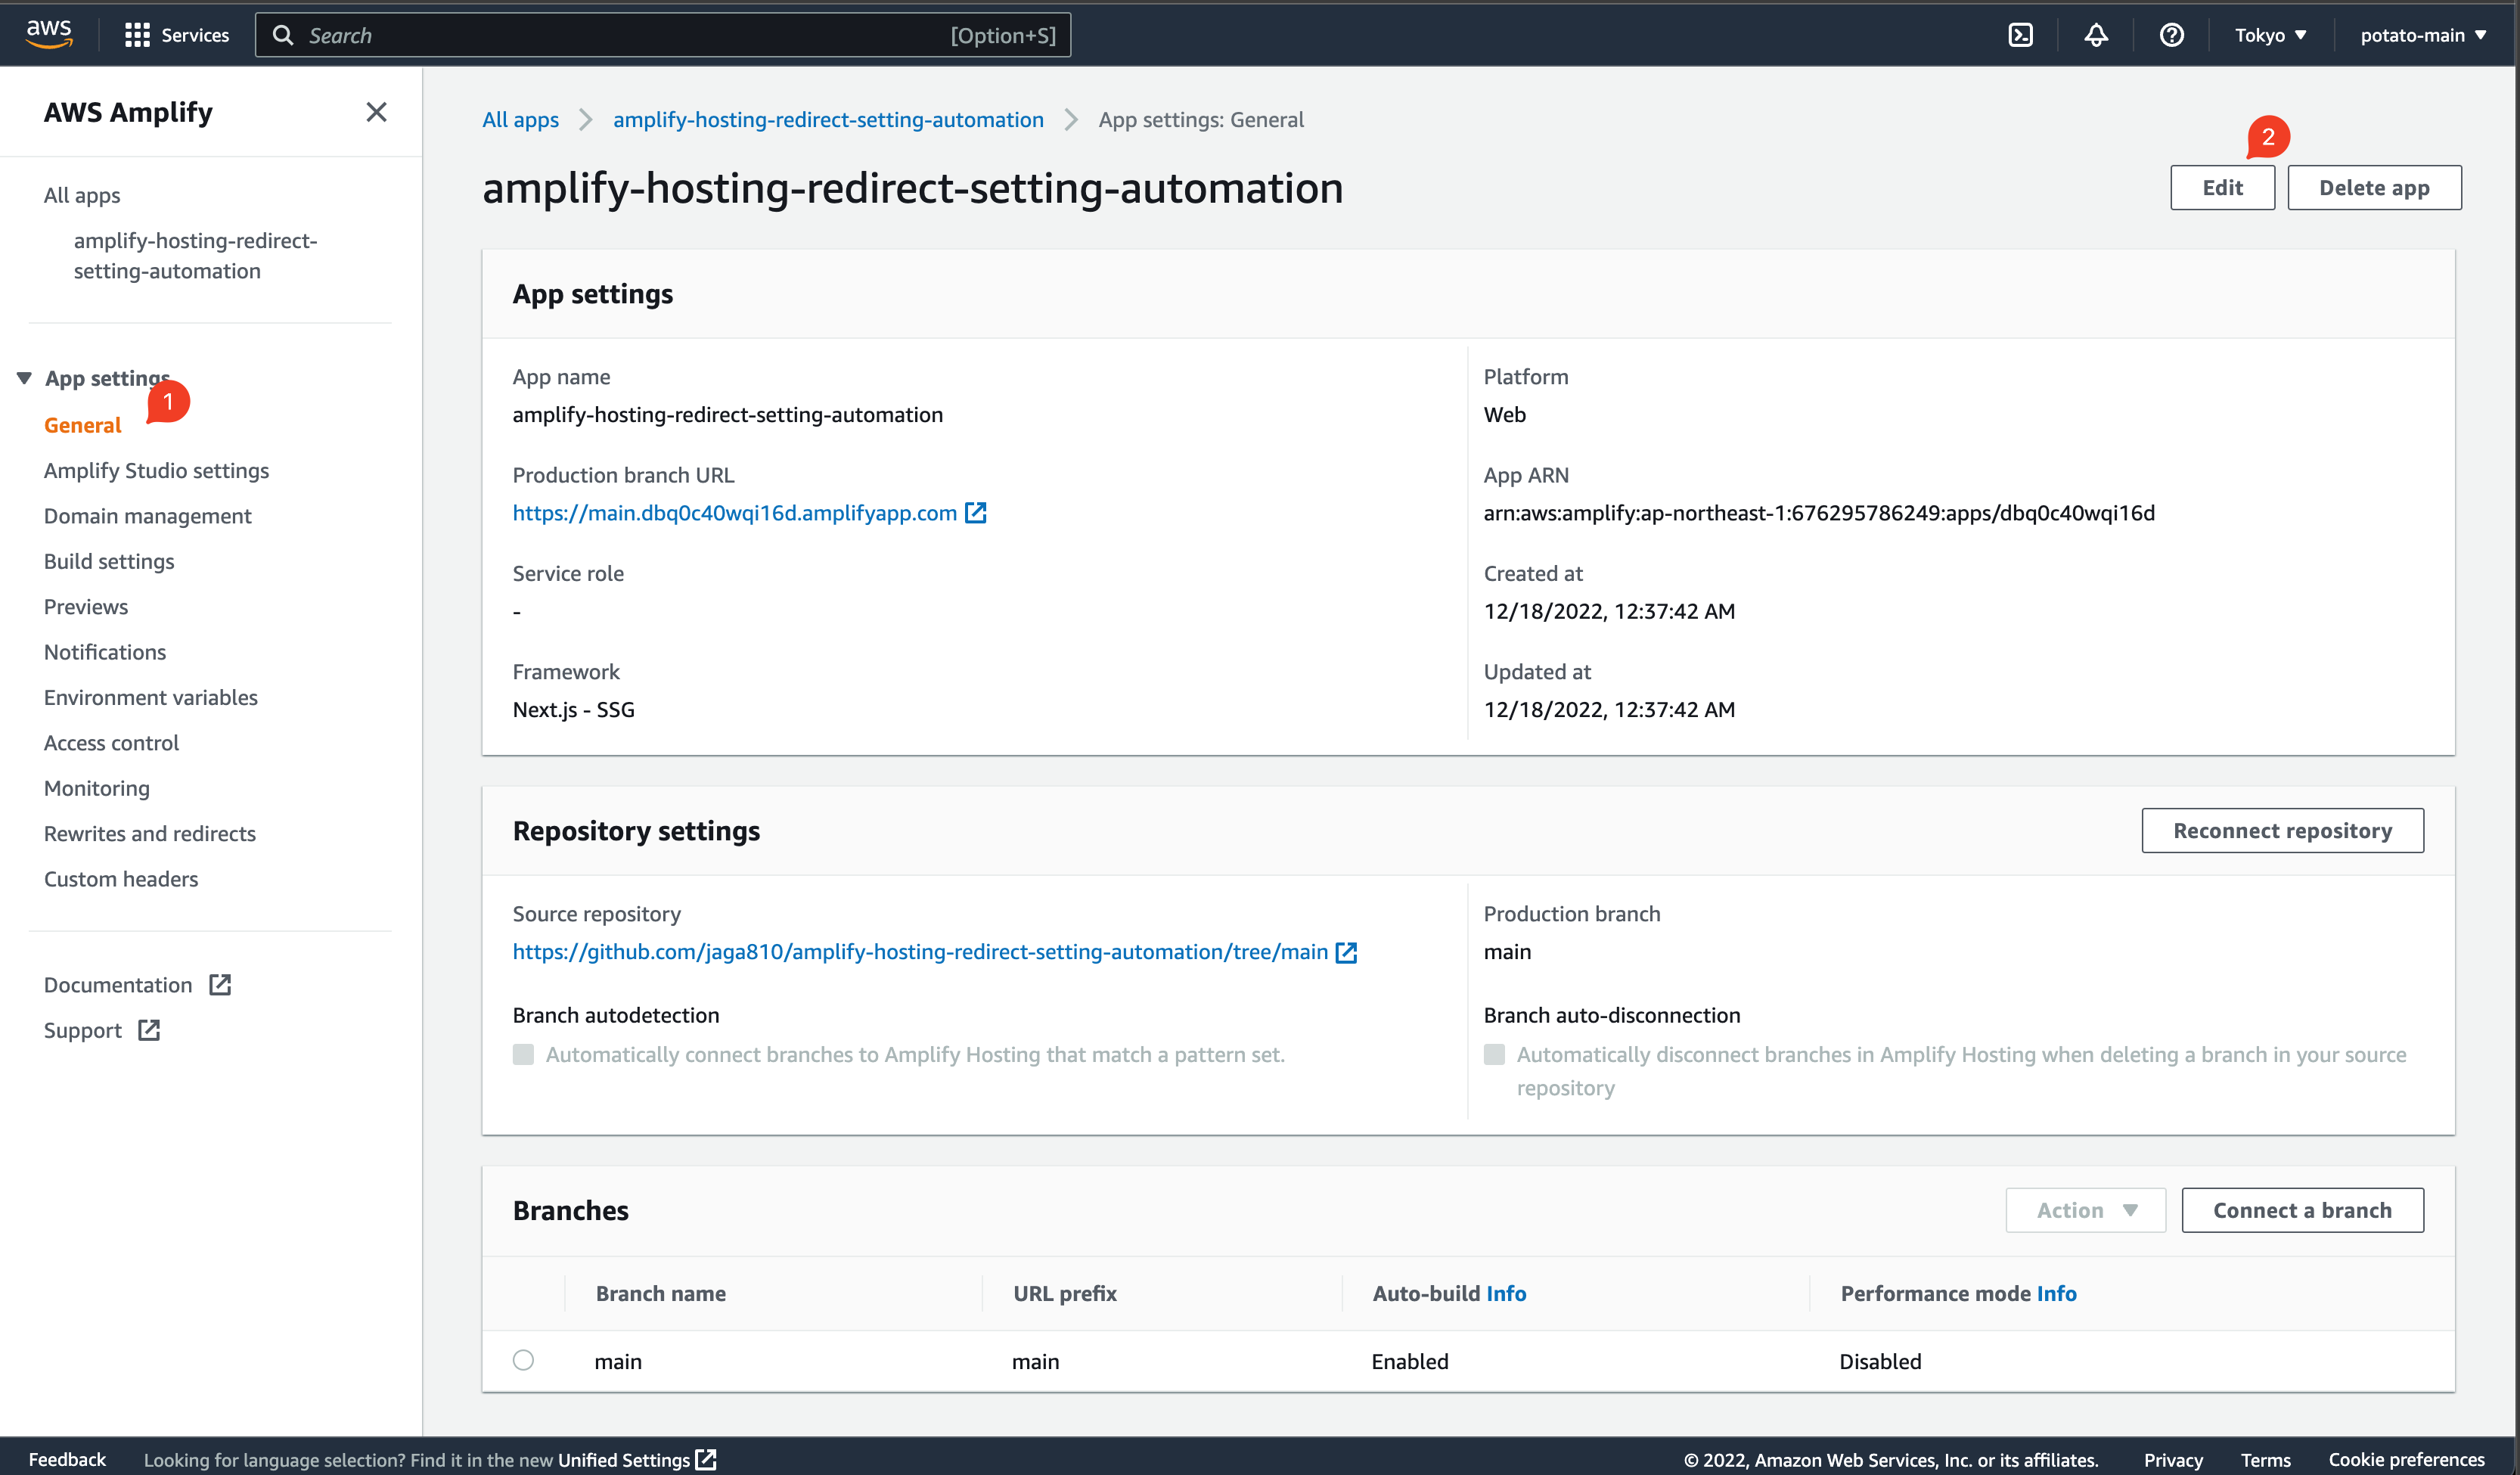 aws
Services
Search
[Option+S]
Tokyo
potato-main
AWS Amplify
All apps
amplify-hosting-redirect-
setting-automation
App settings
1
General
Amplify Studio settings
Domain management
Build settings
Previews
Notifications
Environment variables
Access control
Monitoring
Rewrites and redirects
Custom headers
Documentation
Support
All apps
amplify-hosting-redirect-setting-automation
App settings: General
amplify-hosting-redirect-setting-automation
2
Edit
Delete app
App settings
App name
amplify-hosting-redirect-setting-automation
Production branch URL
https://main.dbq0c40wqi16d.amplifyapp.com
Service role
-
Framework
Next.js - SSG
Platform
Web
App ARN
arn:aws:amplify:ap-northeast-1:676295786249:apps/dbq0c40wqi16d
Created at
12/18/2022, 12:37:42 AM
Updated at
12/18/2022, 12:37:42 AM
Repository settings
Reconnect repository
Source repository
https://github.com/jaga810/amplify-hosting-redirect-setting-automation/tree/main
Branch autodetection
Automatically connect branches to Amplify Hosting that match a pattern set.
Production branch
main
Branch auto-disconnection
Automatically disconnect branches in Amplify Hosting when deleting a branch in your source
repository
Branches
Action
Connect a branch
Branch name
URL prefix
Auto-build Info
Performance mode Info
main
main
Enabled
Disabled
Feedback
Looking for language selection? Find it in the new Unified Settings
© 2022, Amazon Web Services, Inc. or its affiliates.
Privacy
Terms
Cookie preferences